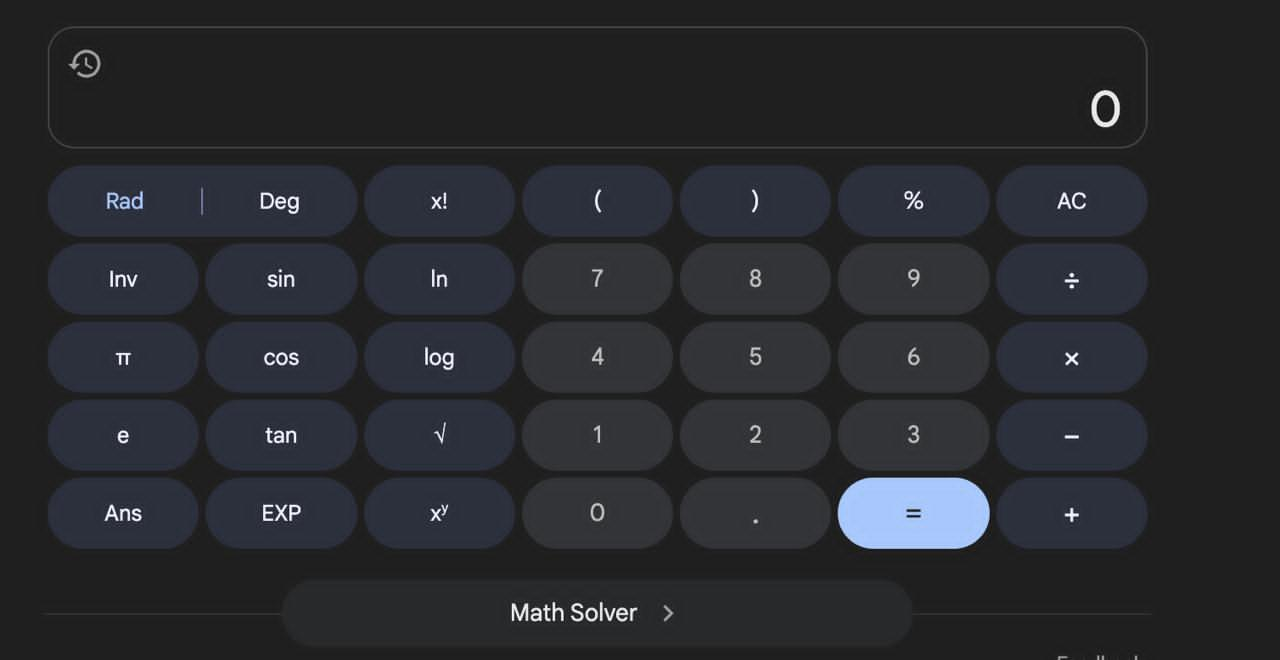 0
Rad | Deg x! ( ) % AC
Inv sin ln 7 8 9 ÷
π cos log 4 5 6 ×
e tan √ 1 2 3 −
Ans EXP xʸ 0 . = +
Math Solver >